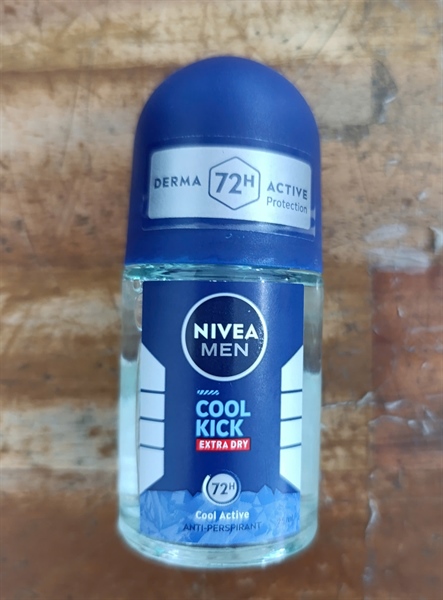 DERMA 72H ACTIVE
Protection
NIVEA
MEN
COOL
KICK
EXTRA DRY
72H
Cool Active
ANTI-PERSPIRANT